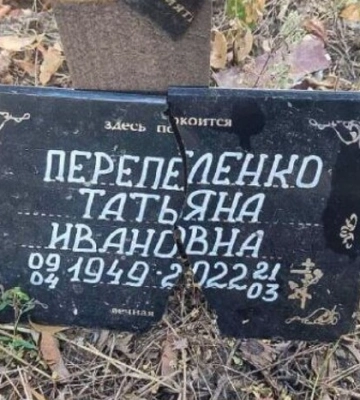 здесь покоится
ПЕРЕПЕЛЕНКО
ТАТЬЯНА
ИВАНОВНА
09 04 1949-2022 21 03
вечная